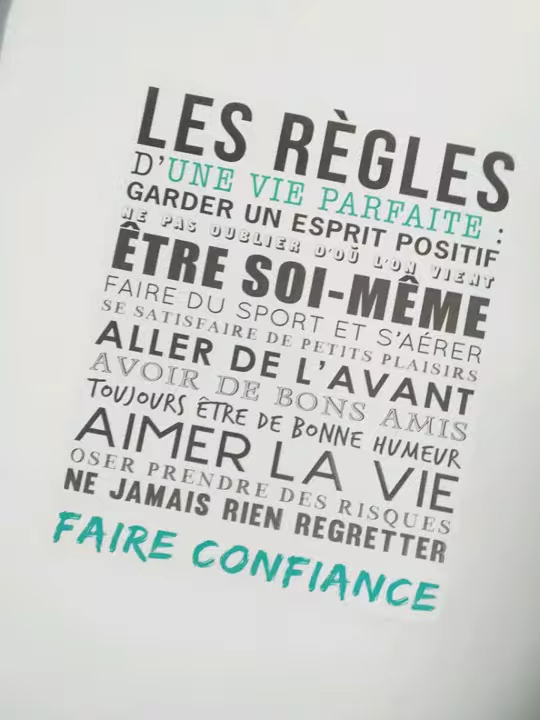 LES RÈGLES
D'UNE VIE PARFAITE :
GARDER UN ESPRIT POSITIF
NE PAS OUBLIER D'OÙ L'ON VIENT
ÊTRE SOI-MÊME
FAIRE DU SPORT ET S'AÉRER
SE SATISFAIRE DE PETITS PLAISIRS
ALLER DE L'AVANT
AVOIR DE BONS AMIS
TOUJOURS ÊTRE DE BONNE HUMEUR
AIMER LA VIE
OSER PRENDRE DES RISQUES
NE JAMAIS RIEN REGRETTER
FAIRE CONFIANCE